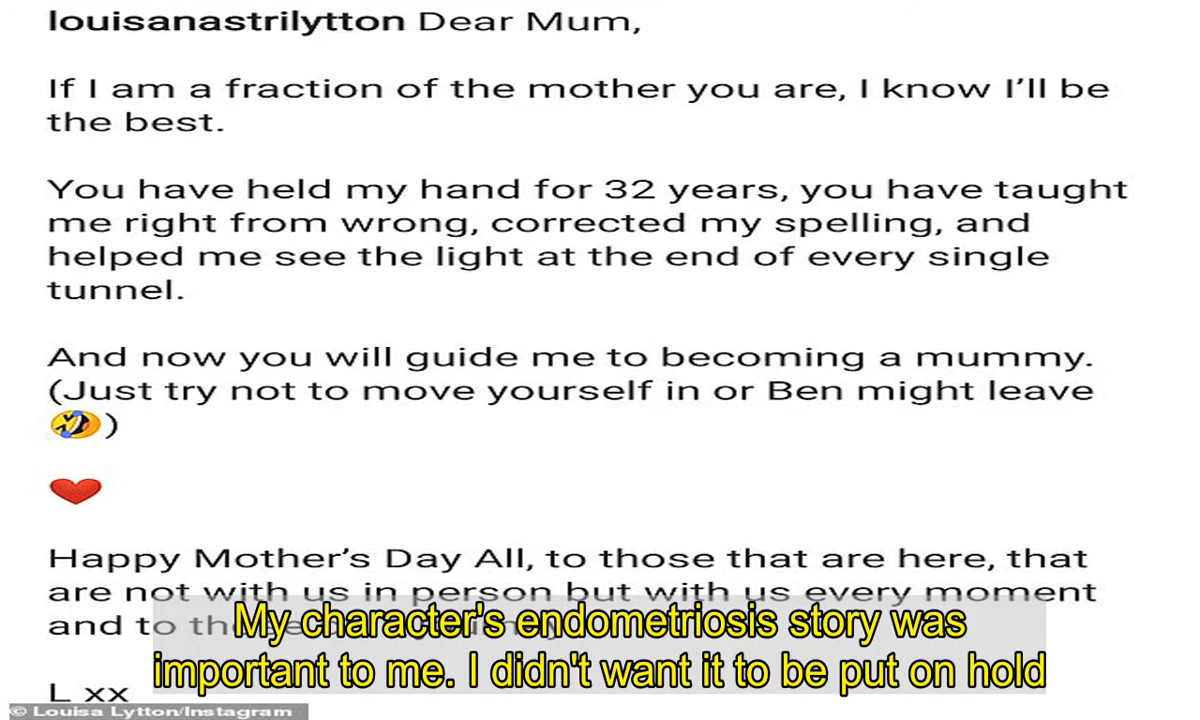 louisanastrilytton Dear Mum,
If I am a fraction of the mother you are, I know I'll be
the best.
You have held my hand for 32 years, you have taught
me right from wrong, corrected my spelling, and
helped me see the light at the end of every single
tunnel.
And now you will guide me to becoming a mummy.
(Just try not to move yourself in or Ben might leave
🤣)
❤️
Happy Mother's Day All, to those that are here, that
are not with us in person but with us every moment
and to
My character's endometriosis story was
important to me. I didn't want it to be put on hold
L xx
© Louisa Lytton/Instagram